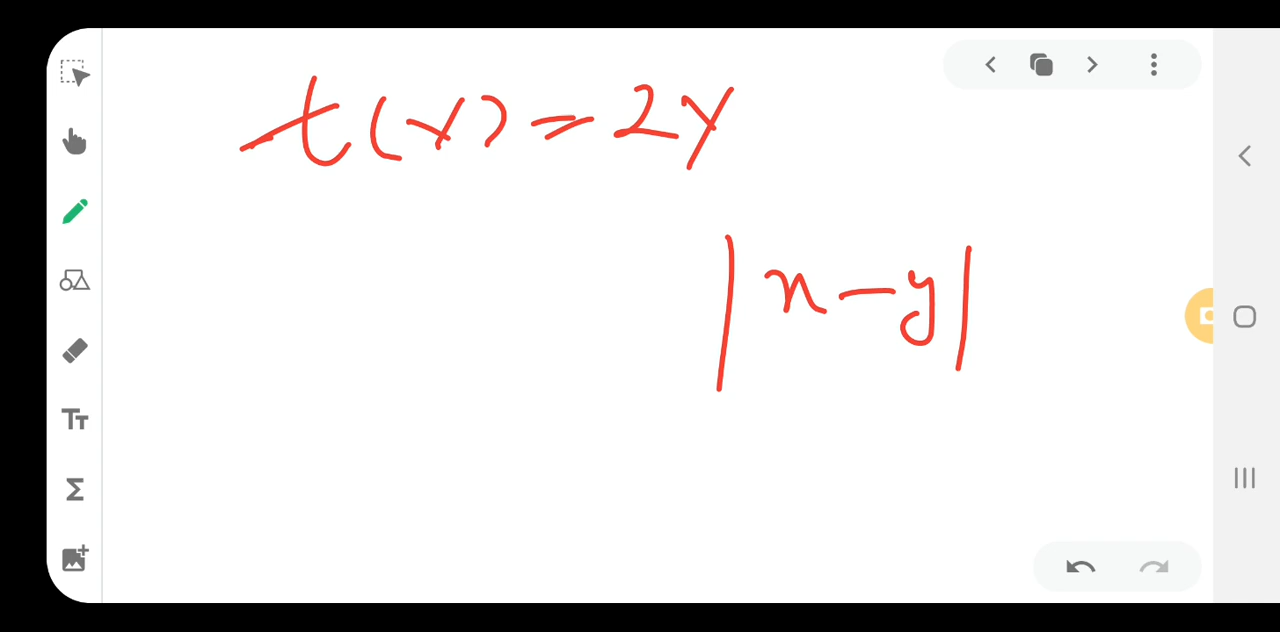 t(x) = 2y
|x-y|